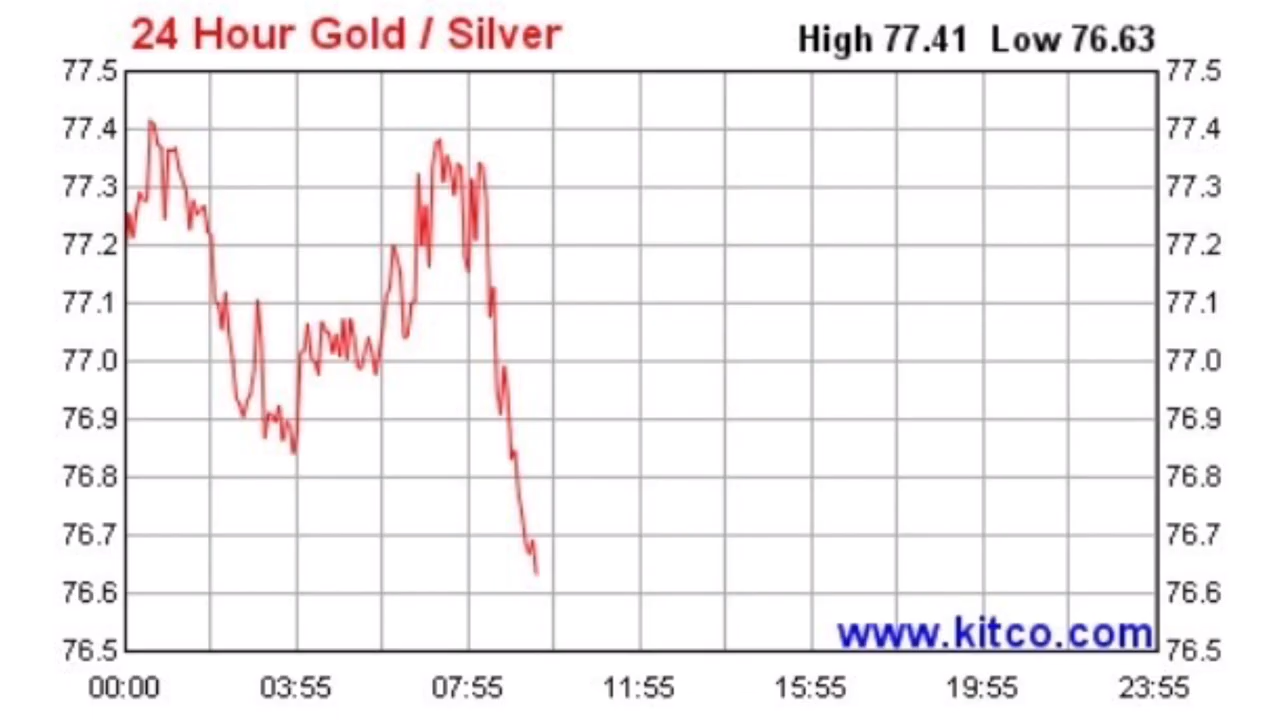 24 Hour Gold / Silver
High 77.41 Low 76.63
77.5 77.5
77.4 77.4
77.3 77.3
77.2 77.2
77.1 77.1
77.0 77.0
76.9 76.9
76.8 76.8
76.7 76.7
76.6 76.6
www.kitco.com
76.5 76.5
00:00 03:55 07:55 11:55 15:55 19:55 23:55